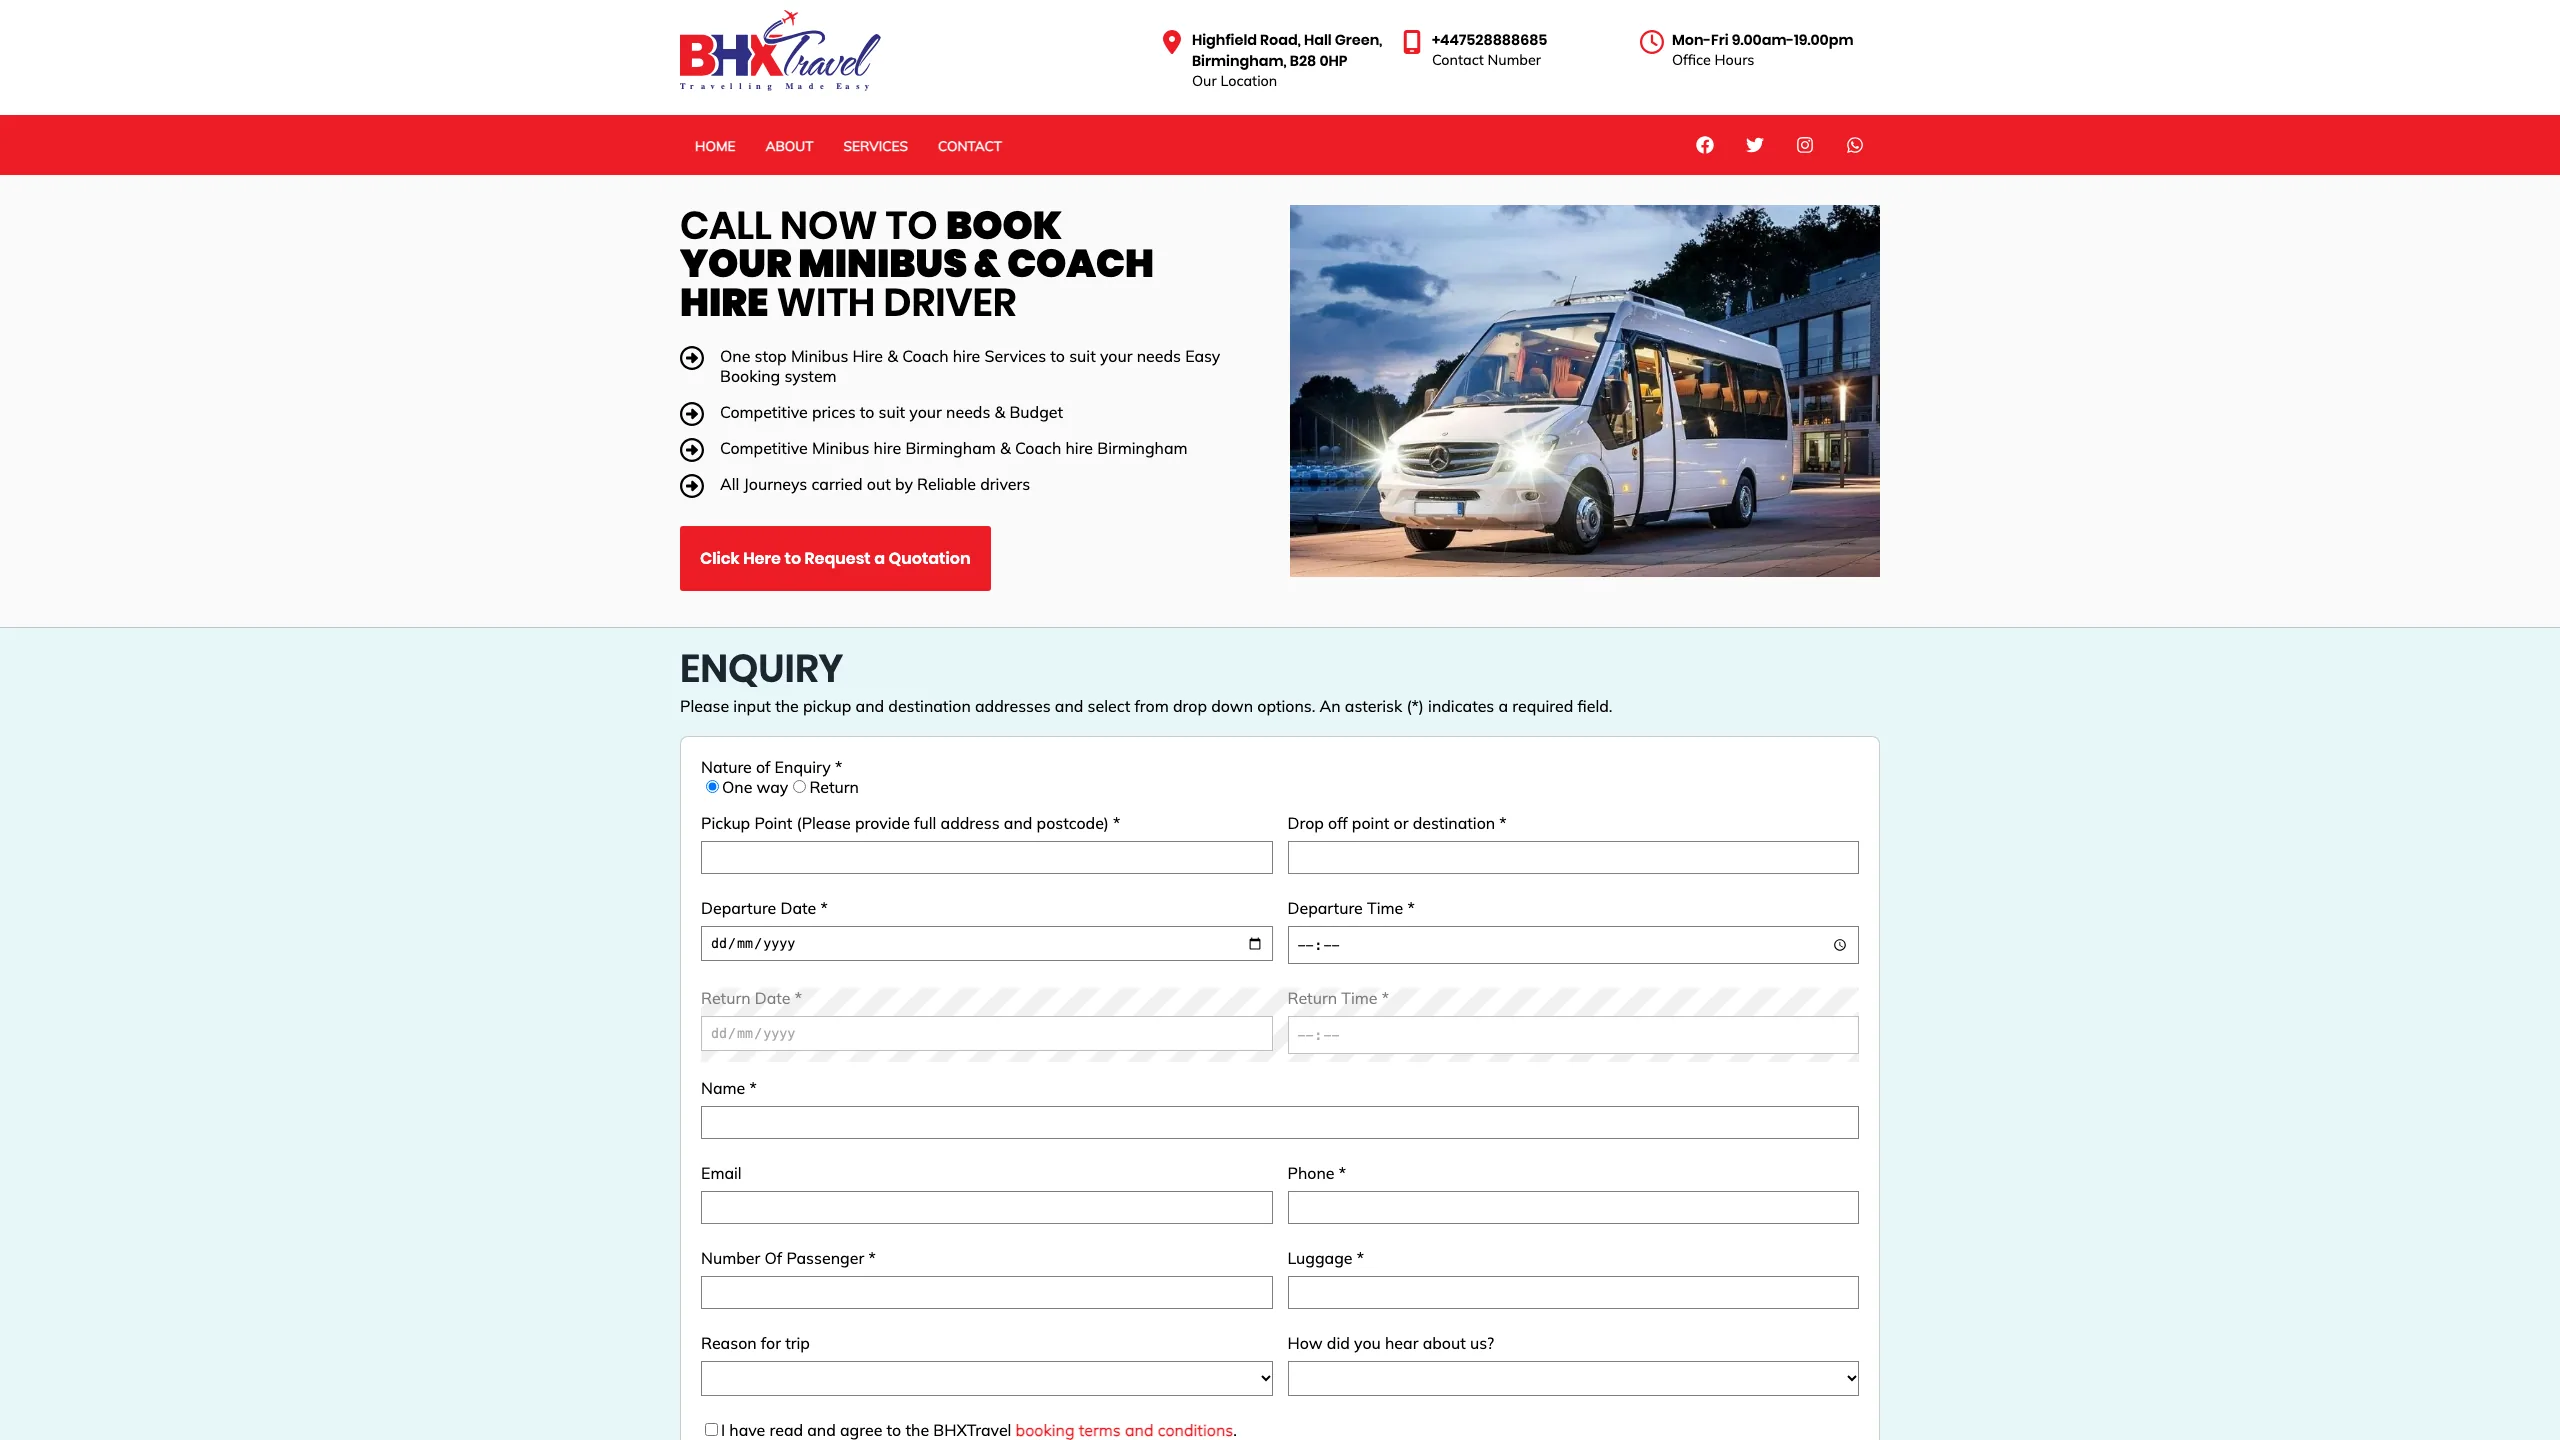 BHX Travel
Travelling Made Easy
Highfield Road, Hall Green,
Birmingham, B28 0HP
Our Location
+447528888685
Contact Number
Mon-Fri 9.00am-19.00pm
Office Hours
HOME ABOUT SERVICES CONTACT
CALL NOW TO BOOK
YOUR MINIBUS & COACH
HIRE WITH DRIVER
One stop Minibus Hire & Coach hire Services to suit your needs Easy
Booking system
Competitive prices to suit your needs & Budget
Competitive Minibus hire Birmingham & Coach hire Birmingham
All Journeys carried out by Reliable drivers
Click Here to Request a Quotation
ENQUIRY
Please input the pickup and destination addresses and select from drop down options. An asterisk (*) indicates a required field.
Nature of Enquiry *
One way Return
Pickup Point (Please provide full address and postcode) * Drop off point or destination *
Departure Date * Departure Time *
dd/mm/yyyy --:--
Return Date * Return Time *
dd/mm/yyyy --:--
Name *
Email Phone *
Number Of Passenger * Luggage *
Reason for trip How did you hear about us?
I have read and agree to the BHXTravel booking terms and conditions.